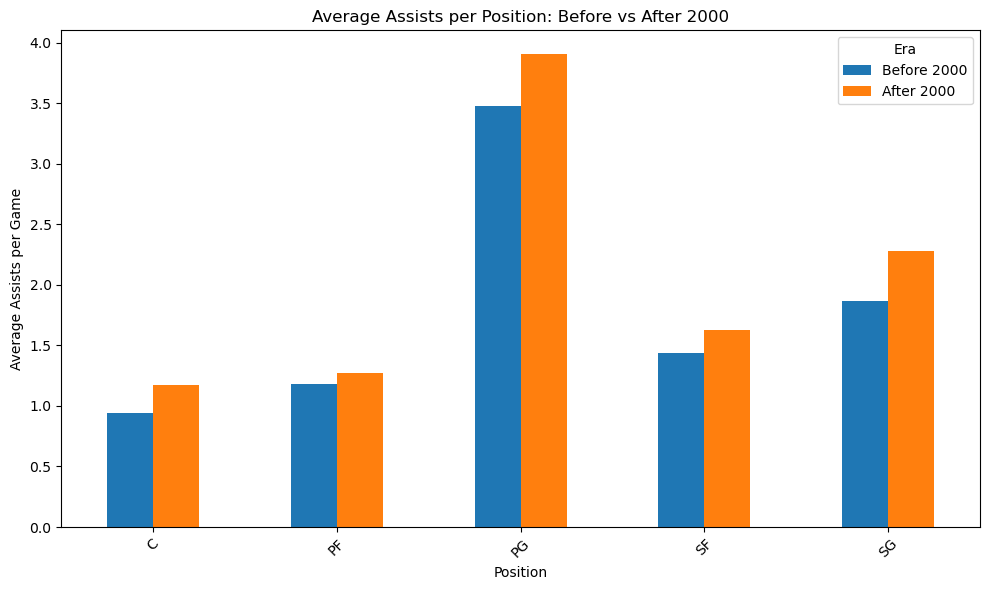 Average Assists per Position: Before vs After 2000
Era
Before 2000
After 2000
Average Assists per Game
4.0
3.5
3.0
2.5
2.0
1.5
1.0
0.5
0.0
C
PF
PG
SF
SG
Position